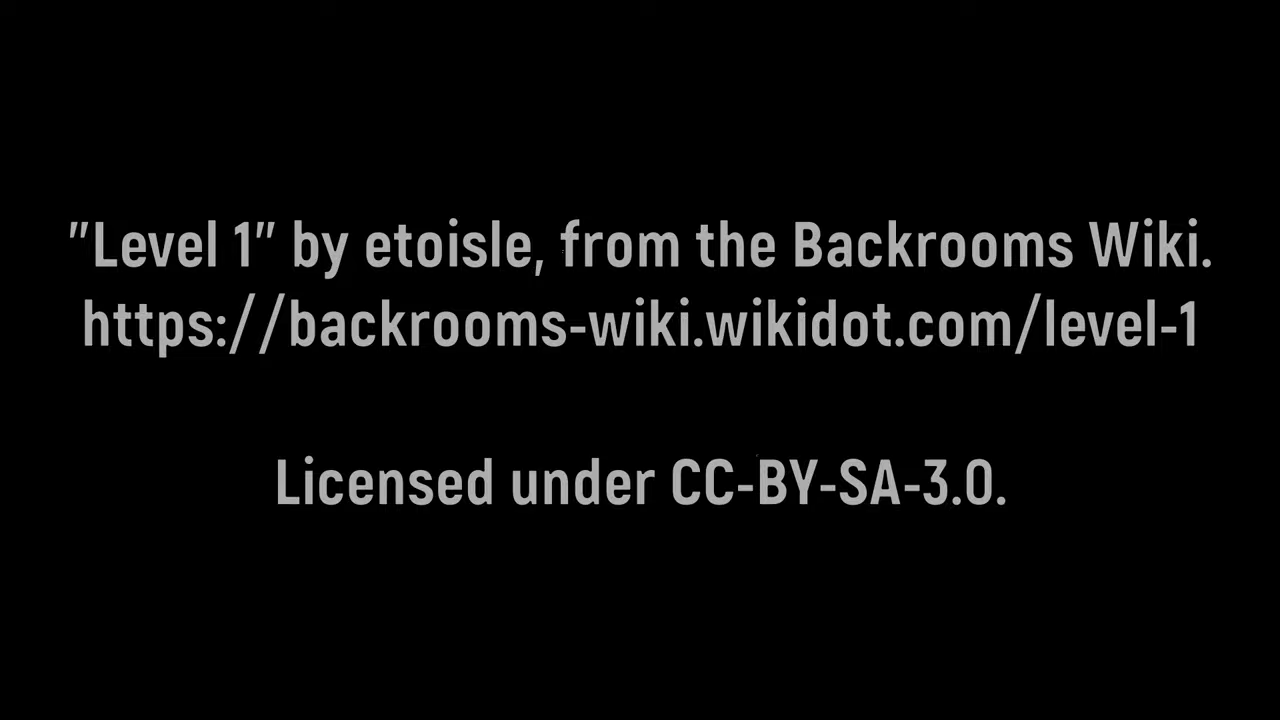 "Level 1" by etoisle, from the Backrooms Wiki.
https://backrooms-wiki.wikidot.com/level-1
Licensed under CC-BY-SA-3.0.